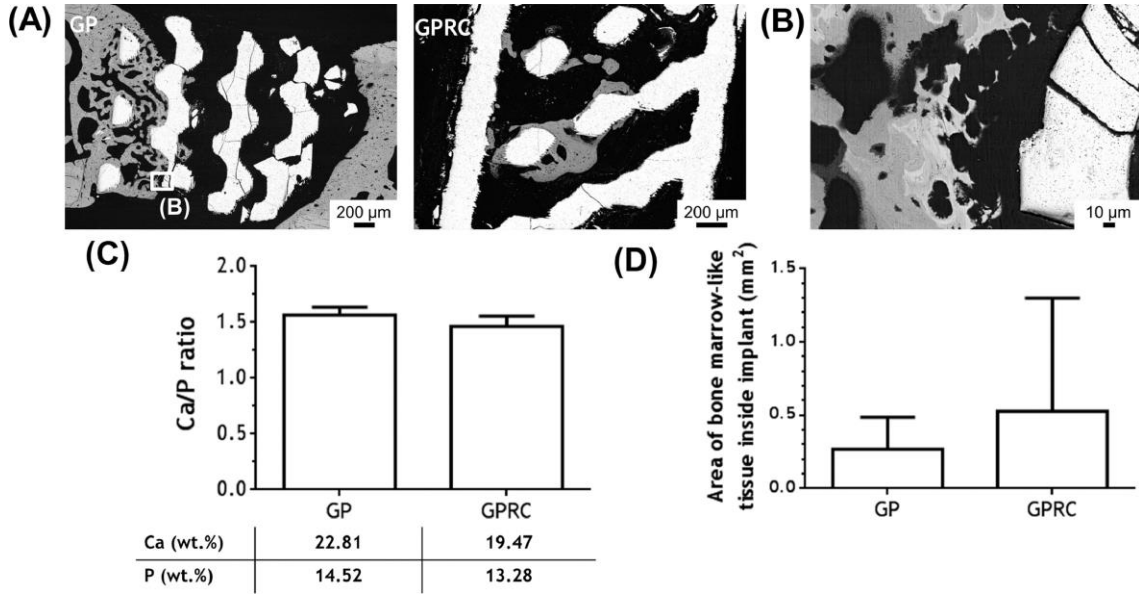 (A)
GP
(B)
200 µm
GPRC
200 µm
(B)
10 µm
(C)
Ca/P ratio
2.0
1.5
1.0
0.5
0.0
GP
GPRC
Ca (wt.%) 22.81 19.47
P (wt.%) 14.52 13.28
(D)
Area of bone marrow-like
tissue inside implant (mm²)
1.5
1.0
0.5
0.0
GP
GPRC